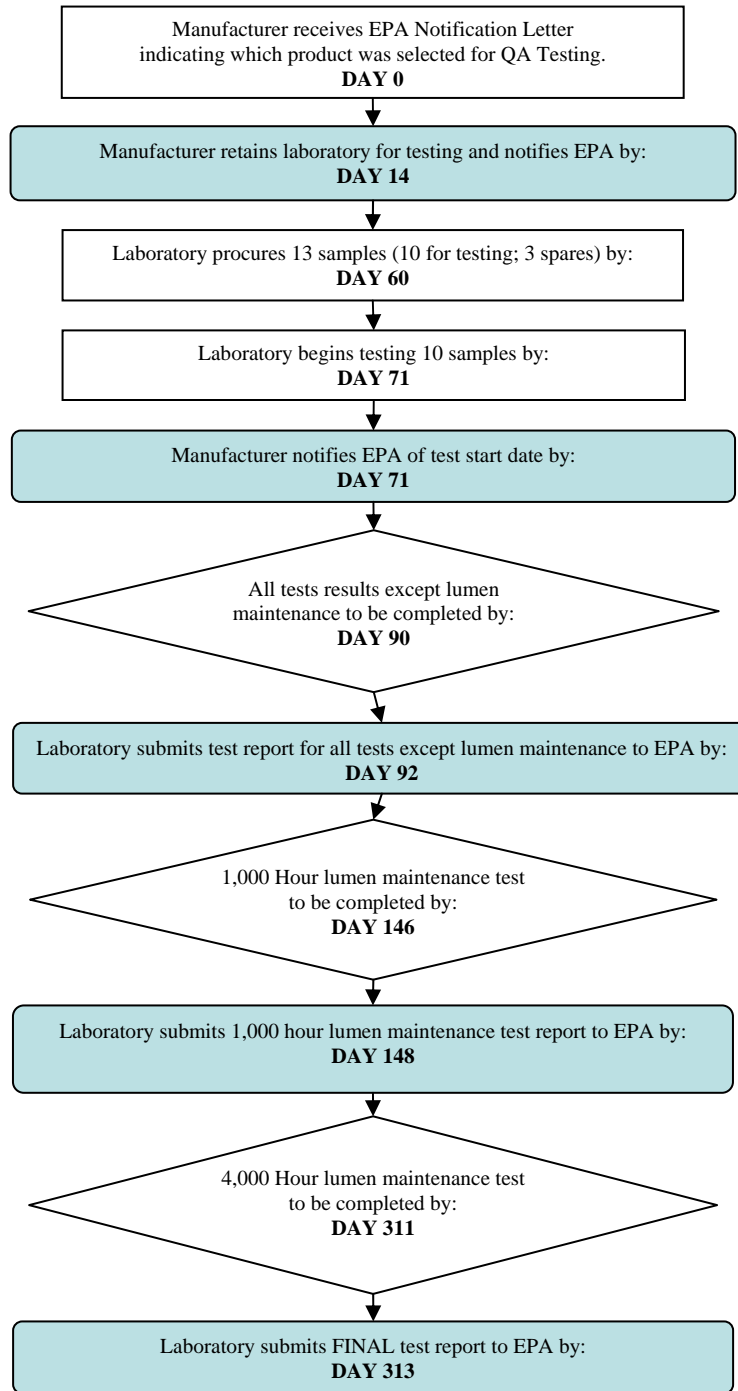 Manufacturer receives EPA Notification Letter
indicating which product was selected for QA Testing.
DAY 0
Manufacturer retains laboratory for testing and notifies EPA by:
DAY 14
Laboratory procures 13 samples (10 for testing; 3 spares) by:
DAY 60
Laboratory begins testing 10 samples by:
DAY 71
Manufacturer notifies EPA of test start date by:
DAY 71
All tests results except lumen
maintenance to be completed by:
DAY 90
Laboratory submits test report for all tests except lumen maintenance to EPA by:
DAY 92
1,000 Hour lumen maintenance test
to be completed by:
DAY 146
Laboratory submits 1,000 hour lumen maintenance test report to EPA by:
DAY 148
4,000 Hour lumen maintenance test
to be completed by:
DAY 311
Laboratory submits FINAL test report to EPA by:
DAY 313